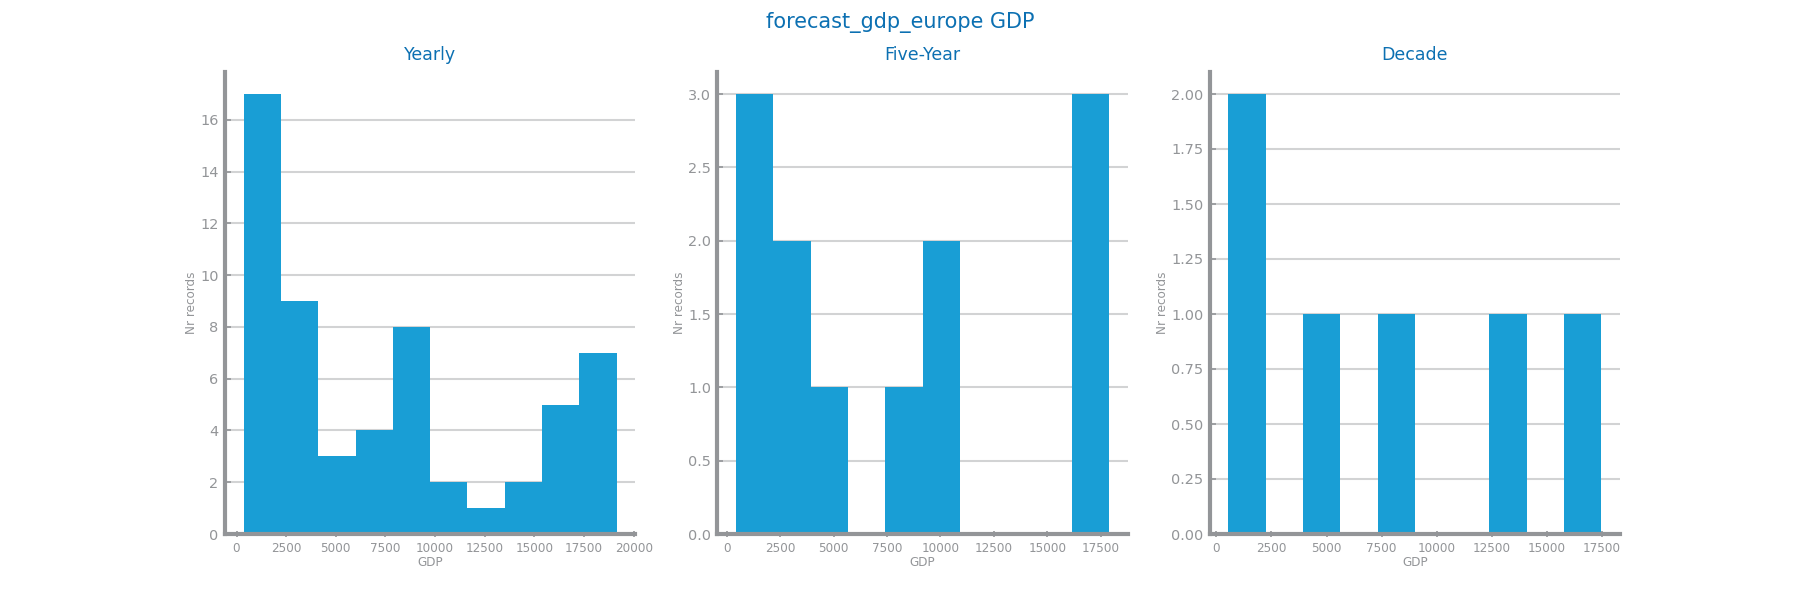 forecast_gdp_europe GDP
Yearly
Nr records
16
14
12
10
8
6
4
2
0
0 2500 5000 7500 10000 12500 15000 17500 20000
GDP
Five-Year
Nr records
3.0
2.5
2.0
1.5
1.0
0.5
0.0
0 2500 5000 7500 10000 12500 15000 17500
GDP
Decade
Nr records
2.00
1.75
1.50
1.25
1.00
0.75
0.50
0.25
0.00
0 2500 5000 7500 10000 12500 15000 17500
GDP